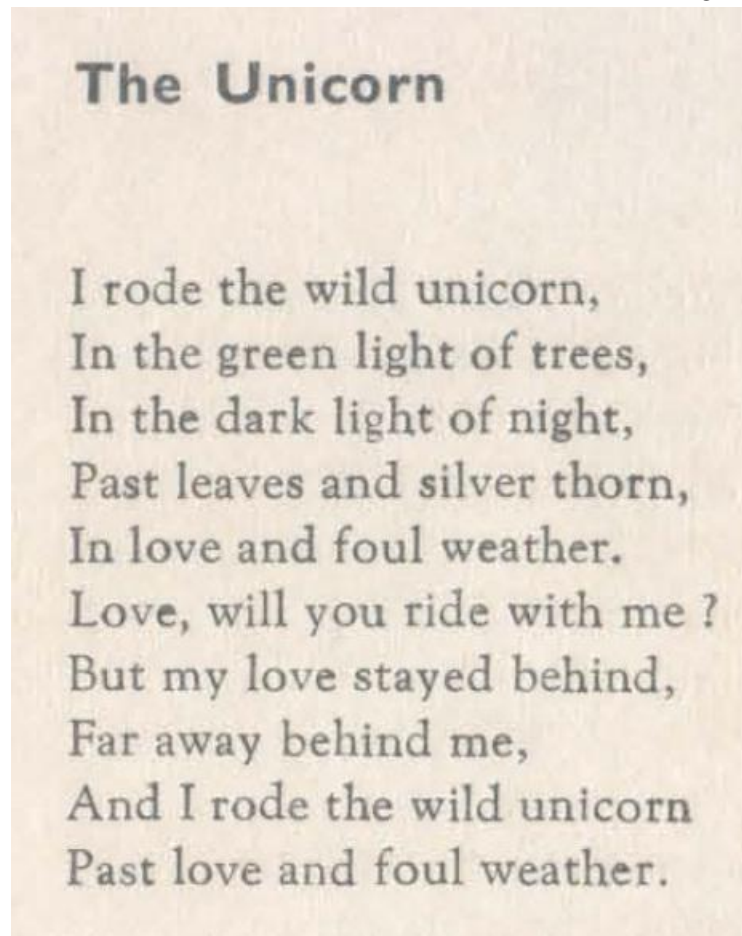 The Unicorn
I rode the wild unicorn,
In the green light of trees,
In the dark light of night,
Past leaves and silver thorn,
In love and foul weather.
Love, will you ride with me ?
But my love stayed behind,
Far away behind me,
And I rode the wild unicorn
Past love and foul weather.